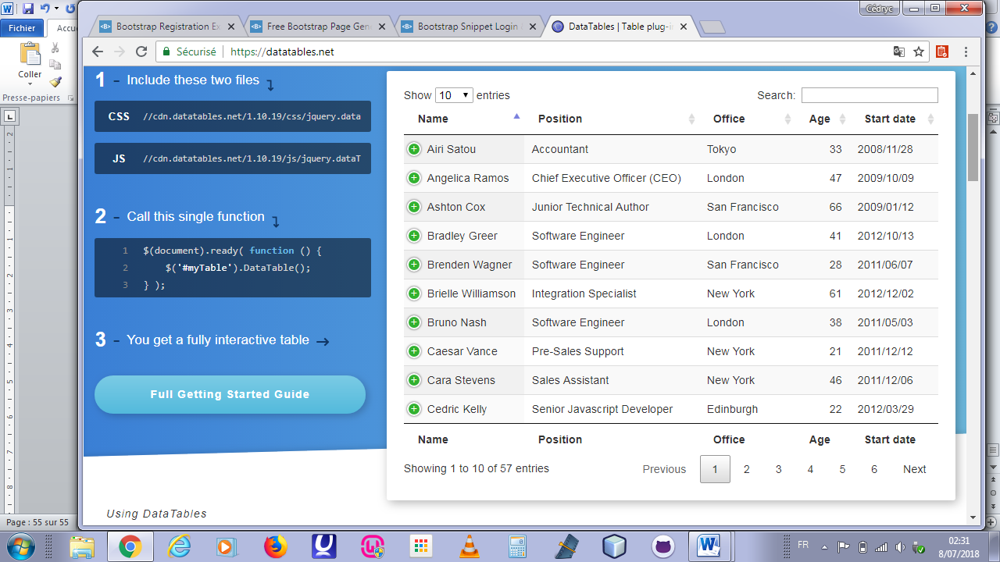 Cédryc
Fichier
Accu
Coller
Presse-papiers
Bootstrap Registration Ex
Free Bootstrap Page Gen
Bootstrap Snippet Login
DataTables | Table plug-i
Sécurisé
https://datatables.net
1 - Include these two files
CSS //cdn.datatables.net/1.10.19/css/jquery.data
JS //cdn.datatables.net/1.10.19/js/jquery.dataT
2 - Call this single function
1 $(document).ready( function () {
2 $('#myTable').DataTable();
3 } );
3 - You get a fully interactive table →
Full Getting Started Guide
Using DataTables
Show 10 entries
Search:
Name Position Office Age Start date
Airi Satou Accountant Tokyo 33 2008/11/28
Angelica Ramos Chief Executive Officer (CEO) London 47 2009/10/09
Ashton Cox Junior Technical Author San Francisco 66 2009/01/12
Bradley Greer Software Engineer London 41 2012/10/13
Brenden Wagner Software Engineer San Francisco 28 2011/06/07
Brielle Williamson Integration Specialist New York 61 2012/12/02
Bruno Nash Software Engineer London 38 2011/05/03
Caesar Vance Pre-Sales Support New York 21 2011/12/12
Cara Stevens Sales Assistant New York 46 2011/12/06
Cedric Kelly Senior Javascript Developer Edinburgh 22 2012/03/29
Name Position Office Age Start date
Showing 1 to 10 of 57 entries
Previous 1 2 3 4 5 6 Next
Page : 55 sur 55
FR
02:31
8/07/2018